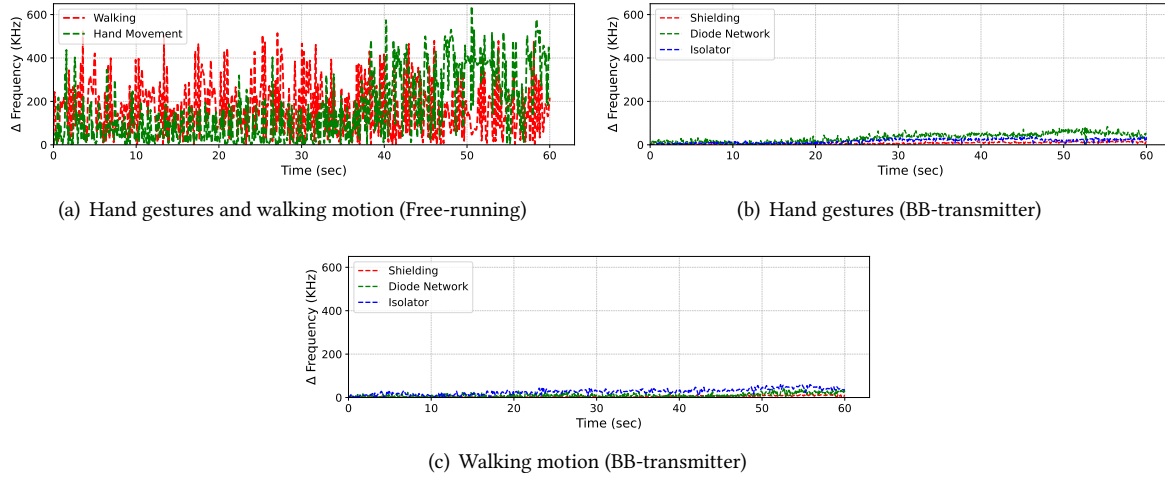 Δ Frequency (KHz)
600
400
200
0
Walking
Hand Movement
0 10 20 30 40 50 60
Time (sec)
(a) Hand gestures and walking motion (Free-running)
Δ Frequency (KHz)
600
400
200
0
Shielding
Diode Network
Isolator
0 10 20 30 40 50 60
Time (sec)
(b) Hand gestures (BB-transmitter)
Δ Frequency (KHz)
600
400
200
0
Shielding
Diode Network
Isolator
0 10 20 30 40 50 60
Time (sec)
(c) Walking motion (BB-transmitter)